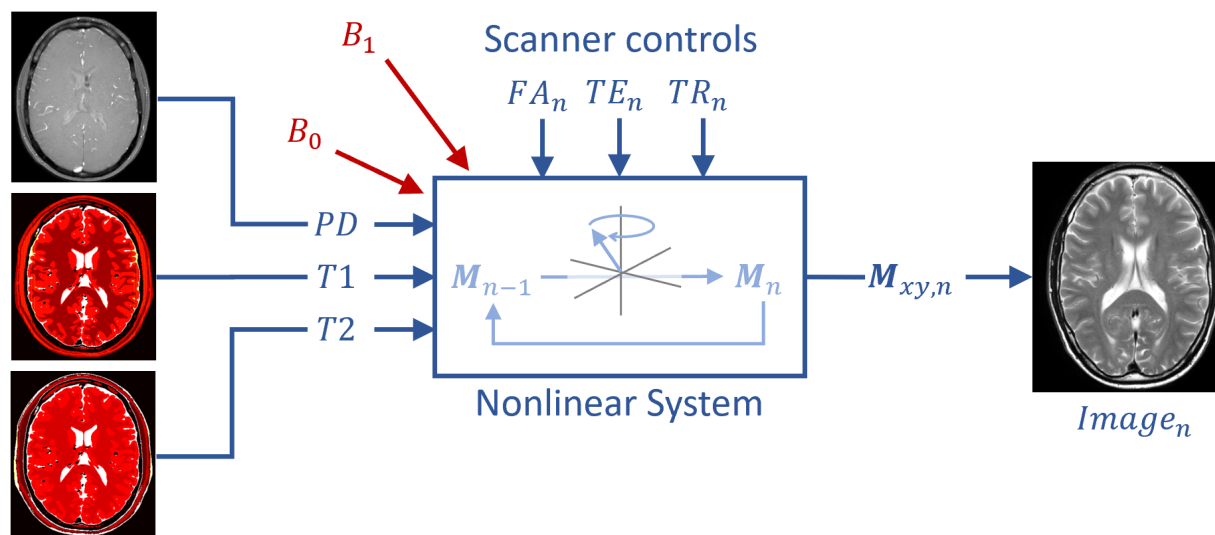 Scanner controls
B₁
FAₙ TEₙ TRₙ
B₀
PD
T1
T2
Mₙ₋₁
Mₙ
Mxy,n
Nonlinear System
Imageₙ